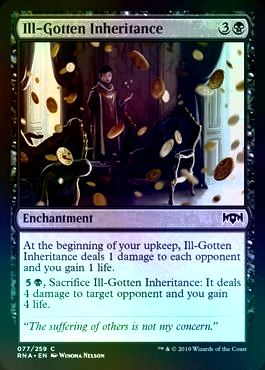 Ill-Gotten Inheritance 3
Enchantment
At the beginning of your upkeep, Ill-Gotten
Inheritance deals 1 damage to each opponent
and you gain 1 life.
5 , Sacrifice Ill-Gotten Inheritance: It deals
4 damage to target opponent and you gain
4 life.
"The suffering of others is not my concern."
077/259 C
RNA • EN Winona Nelson
™ & © 2019 Wizards of the Coast